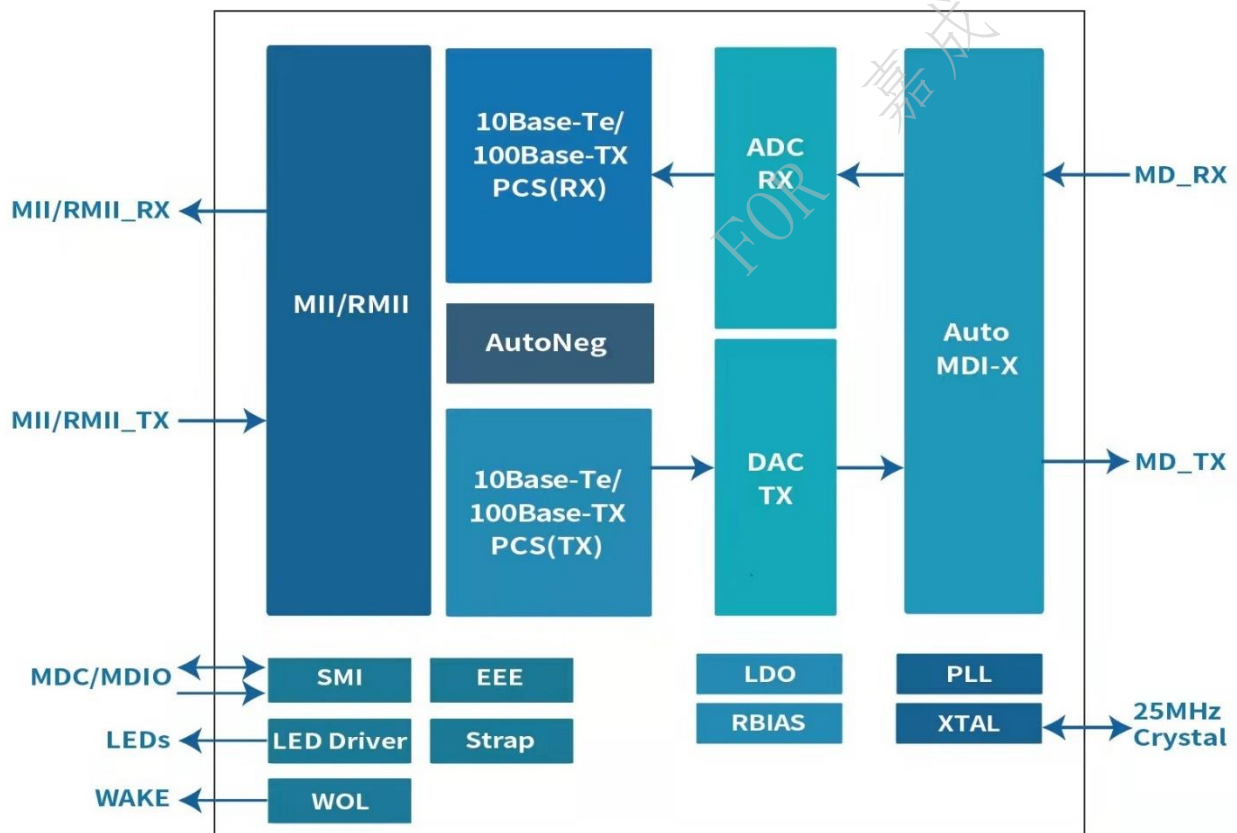 10Base-Te/
100Base-TX
PCS(RX)
ADC
RX
MD_RX
MII/RMII_RX
MII/RMII
AutoNeg
Auto
MDI-X
MII/RMII_TX
10Base-Te/
100Base-TX
PCS(TX)
DAC
TX
MD_TX
MDC/MDIO
SMI
EEE
LDO
PLL
LEDs
LED Driver
Strap
RBIAS
XTAL
25MHz
Crystal
WAKE
WOL
FOR 嘉成